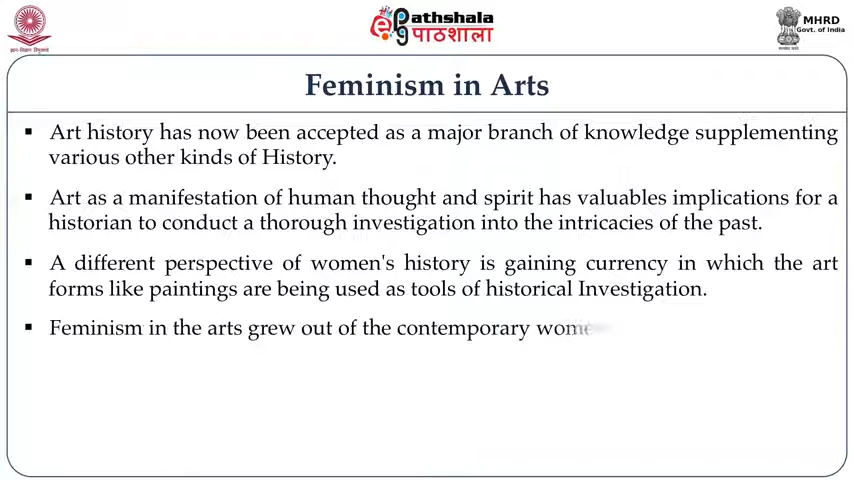 ज्ञान-विज्ञान विमुक्तये
ePathshala
पाठशाला
MHRD
Govt. of India
Feminism in Arts
▪ Art history has now been accepted as a major branch of knowledge supplementing
various other kinds of History.
▪ Art as a manifestation of human thought and spirit has valuables implications for a
historian to conduct a thorough investigation into the intricacies of the past.
▪ A different perspective of women's history is gaining currency in which the art
forms like paintings are being used as tools of historical Investigation.
▪ Feminism in the arts grew out of the contemporary